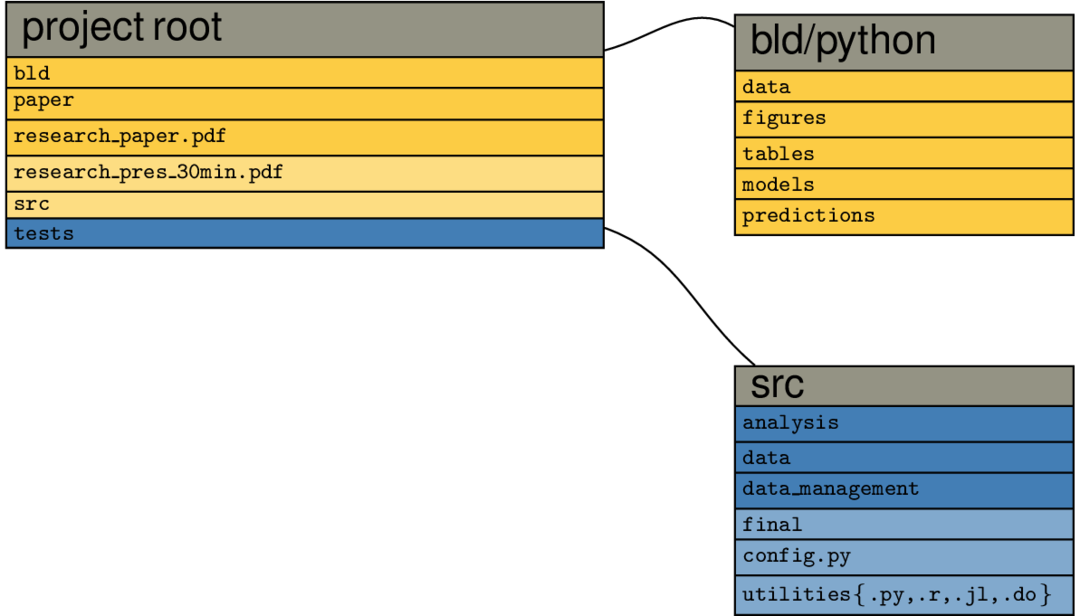 project root
bld
paper
research_paper.pdf
research_pres_30min.pdf
src
tests
bld/python
data
figures
tables
models
predictions
src
analysis
data
data_management
final
config.py
utilities{.py,.r,.jl,.do}